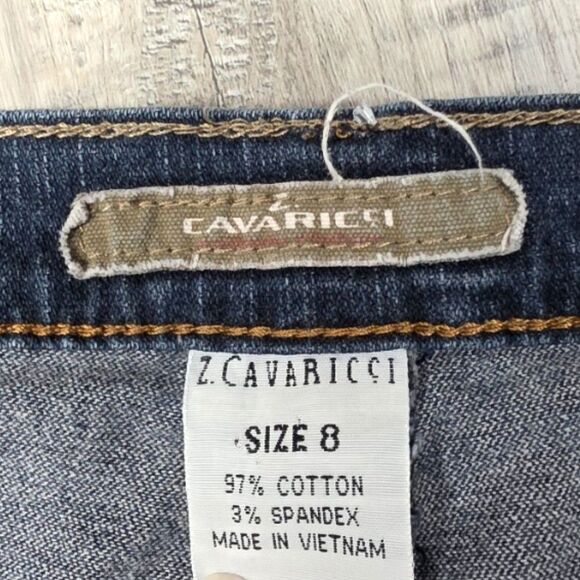 Z.
CAVARICCI
Z.CAVARICCI
SIZE 8
97% COTTON
3% SPANDEX
MADE IN VIETNAM